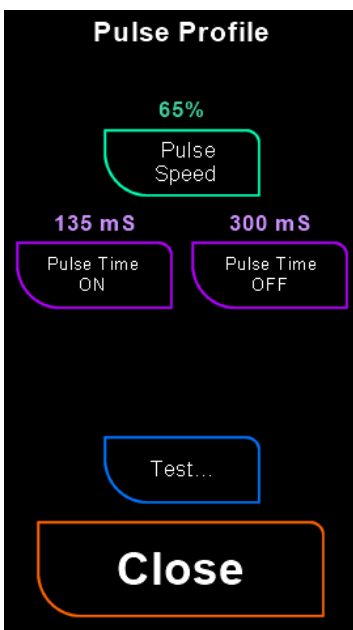 Pulse Profile
65%
Pulse
Speed
135 mS 300 mS
Pulse Time Pulse Time
ON OFF
Test...
Close